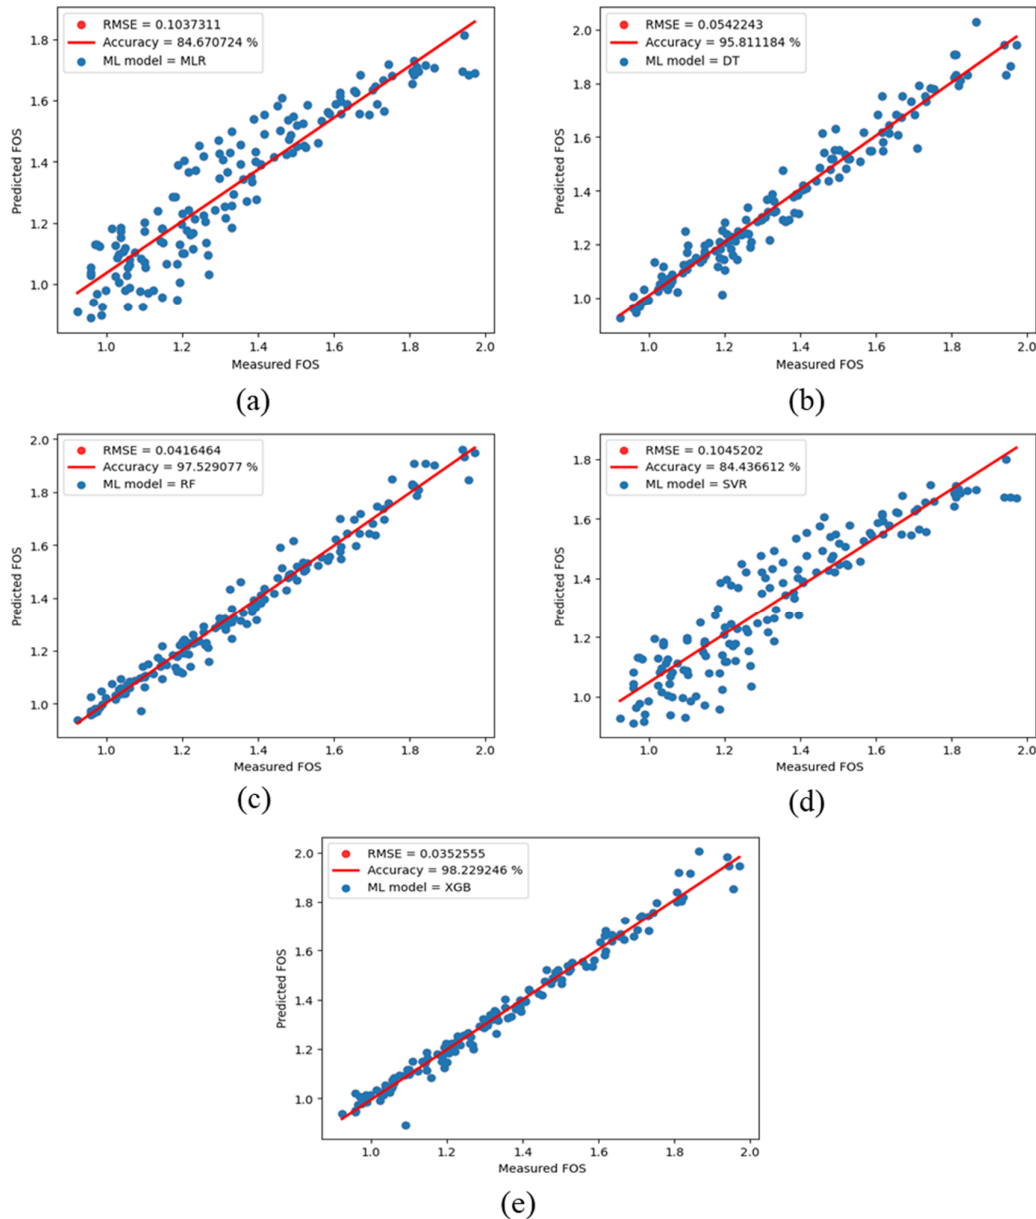 RMSE = 0.1037311
Accuracy = 84.670724 %
ML model = MLR
1.8
1.6
1.4
1.2
1.0
Predicted FOS
1.0 1.2 1.4 1.6 1.8 2.0
Measured FOS
(a)
RMSE = 0.0542243
Accuracy = 95.811184 %
ML model = DT
2.0
1.8
1.6
1.4
1.2
1.0
Predicted FOS
1.0 1.2 1.4 1.6 1.8 2.0
Measured FOS
(b)
RMSE = 0.0416464
Accuracy = 97.529077 %
ML model = RF
2.0
1.8
1.6
1.4
1.2
1.0
Predicted FOS
1.0 1.2 1.4 1.6 1.8 2.0
Measured FOS
(c)
RMSE = 0.1045202
Accuracy = 84.436612 %
ML model = SVR
1.8
1.6
1.4
1.2
1.0
Predicted FOS
1.0 1.2 1.4 1.6 1.8 2.0
Measured FOS
(d)
RMSE = 0.0352555
Accuracy = 98.229246 %
ML model = XGB
2.0
1.8
1.6
1.4
1.2
1.0
Predicted FOS
1.0 1.2 1.4 1.6 1.8 2.0
Measured FOS
(e)